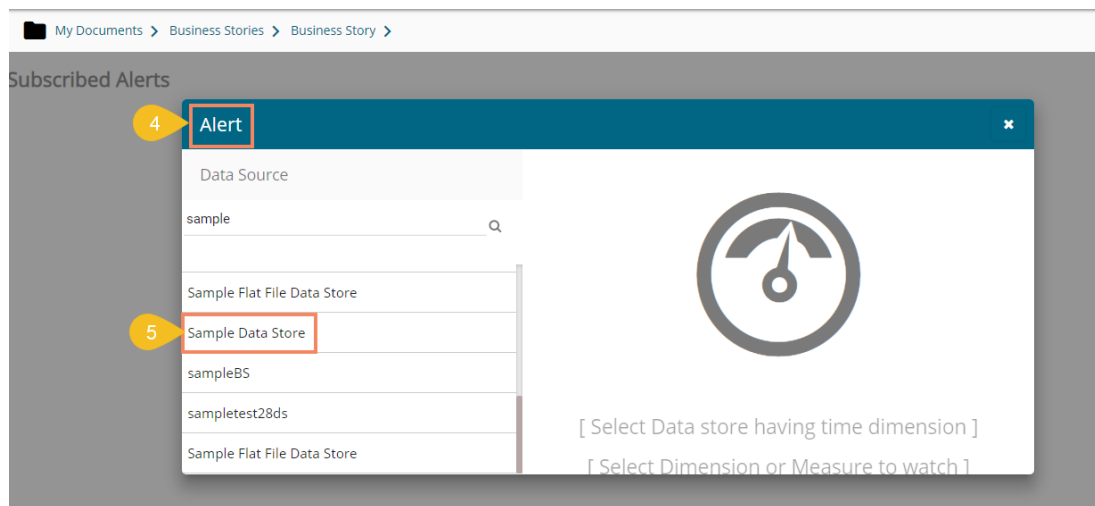 My Documents > Business Stories > Business Story >
Subscribed Alerts
4
Alert
Data Source
sample
Sample Flat File Data Store
5
Sample Data Store
sampleBS
sampletest28ds
Sample Flat File Data Store
[ Select Data store having time dimension ]
[ Select Dimension or Measure to watch ]